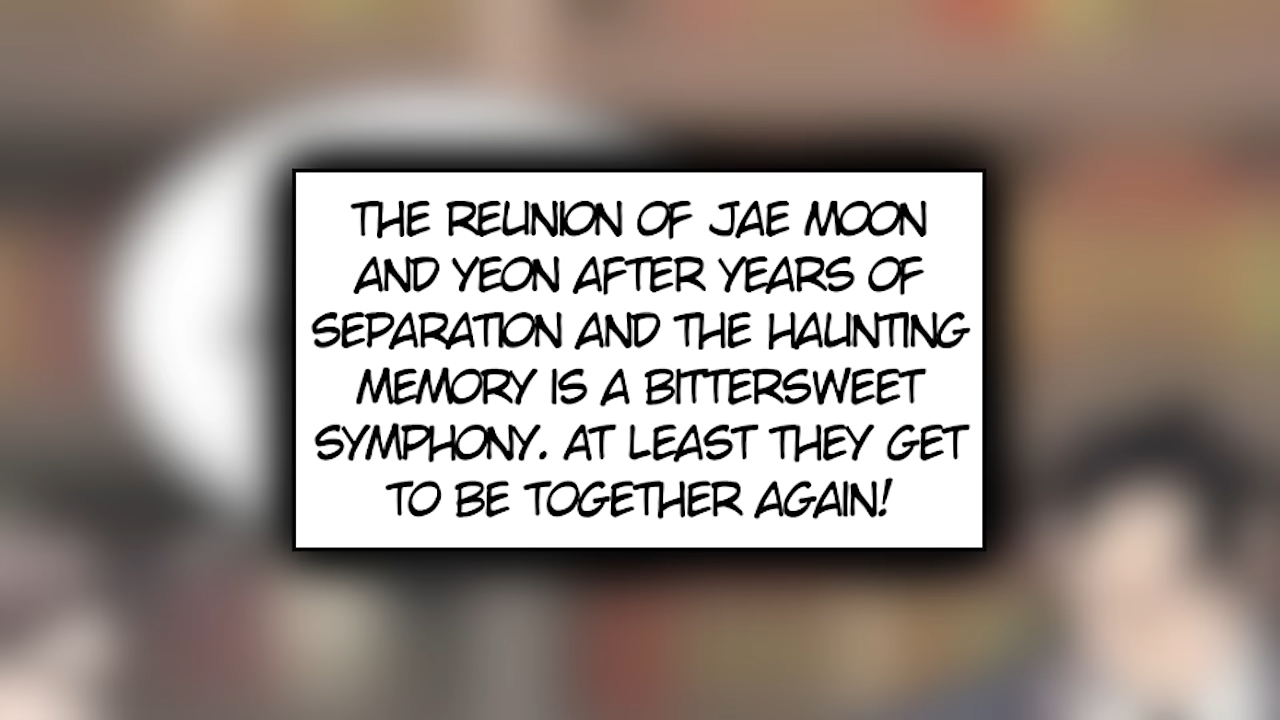 THE REUNION OF JAE MOON
AND YEON AFTER YEARS OF
SEPARATION AND THE HAUNTING
MEMORY IS A BITTERSWEET
SYMPHONY. AT LEAST THEY GET
TO BE TOGETHER AGAIN!